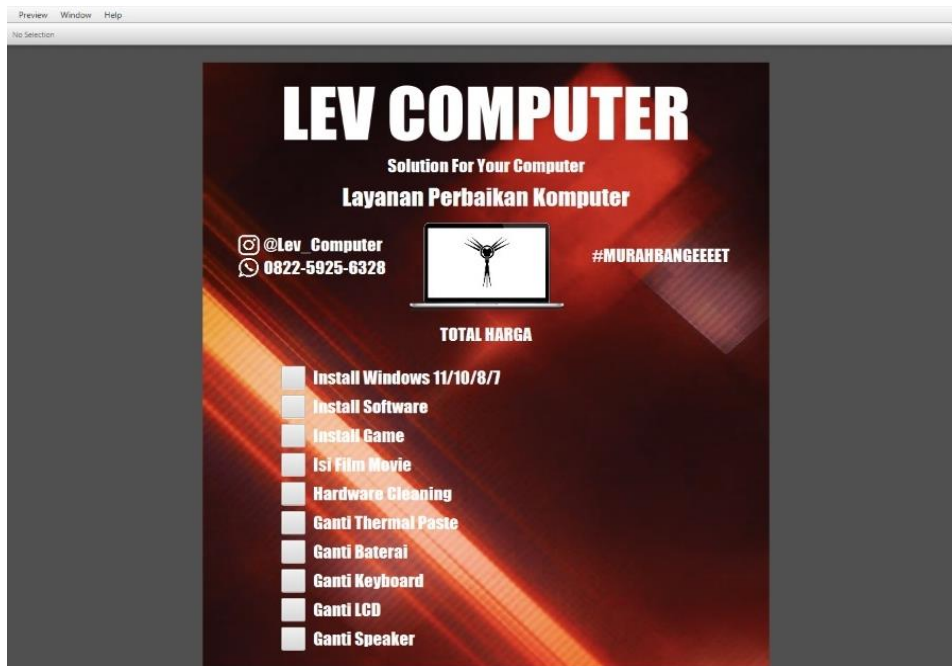 Preview Window Help
No Selection
LEV COMPUTER
Solution For Your Computer
Layanan Perbaikan Komputer
@Lev_Computer
0822-5925-6328
#MURAHBANGEEEET
TOTAL HARGA
Install Windows 11/10/8/7
Install Software
Install Game
Isi Film Movie
Hardware Cleaning
Ganti Thermal Paste
Ganti Baterai
Ganti Keyboard
Ganti LCD
Ganti Speaker